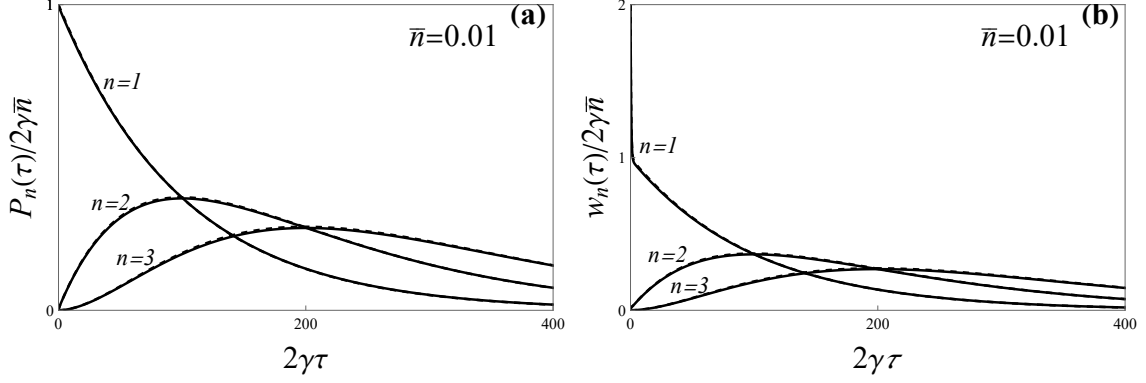 (a)
n̅=0.01
1
n=1
n=2
n=3
0
0
200
400
Pₙ(τ)/2γn̅
2γτ
(b)
n̅=0.01
2
1
0
n=1
n=2
n=3
0
200
400
wₙ(τ)/2γn̅
2γτ